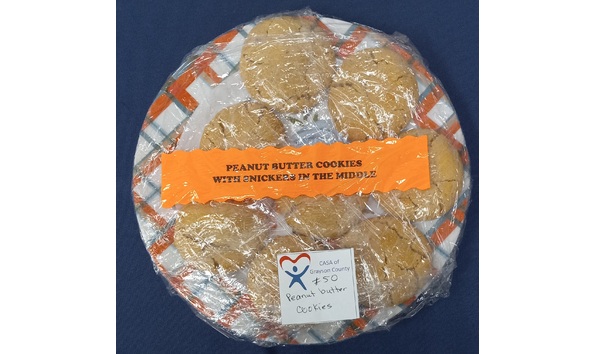 PEANUT BUTTER COOKIES
WITH SNICKERS IN THE MIDDLE
CASA of
Grayson County
$50
Peanut butter
Cookies